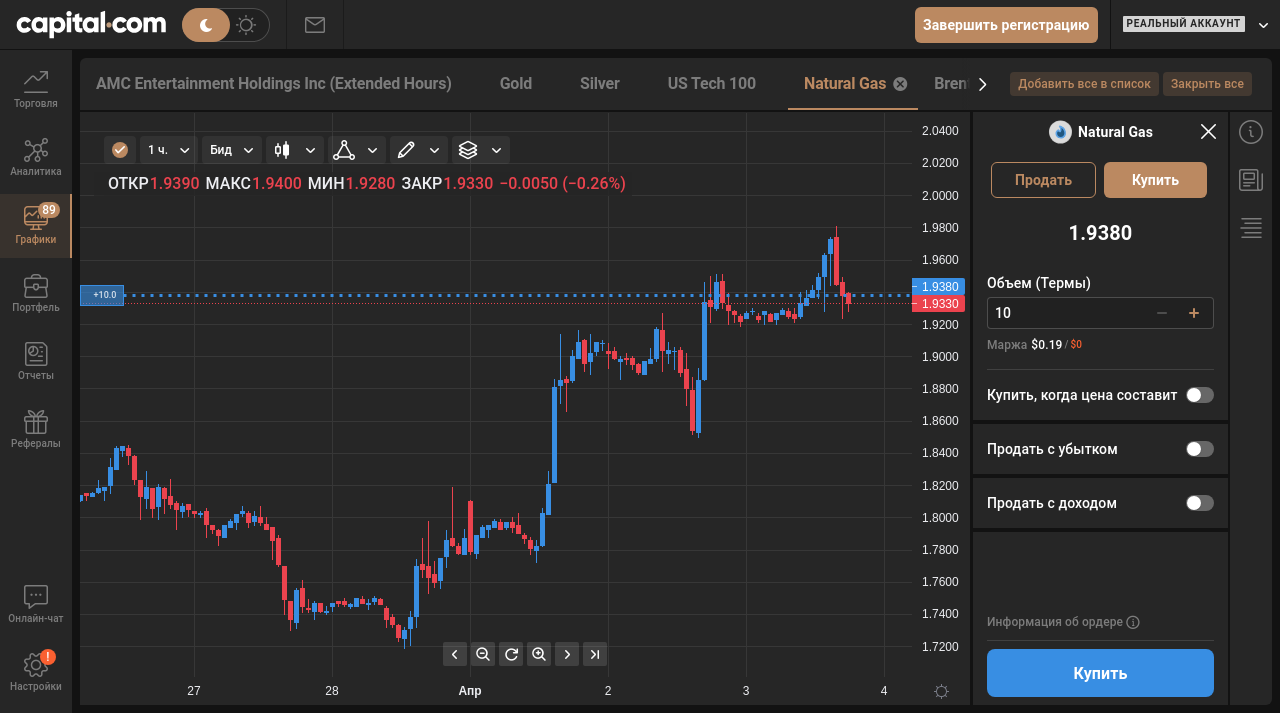 capital.com
Завершить регистрацию
РЕАЛЬНЫЙ АККАУНТ
Торговля
Аналитика
89
Графики
Портфель
Отчеты
Рефералы
Онлайн-чат
!
Настройки
AMC Entertainment Holdings Inc (Extended Hours) Gold Silver US Tech 100 Natural Gas Bren
Добавить все в список Закрыть все
1 ч. Бид
ОТКР1.9390 МАКС1.9400 МИН1.9280 ЗАКР1.9330 −0.0050 (−0.26%)
+10.0
2.0400
2.0200
2.0000
1.9800
1.9600
1.9380
1.9330
1.9200
1.9000
1.8800
1.8600
1.8400
1.8200
1.8000
1.7800
1.7600
1.7400
1.7200
27 28 Апр 2 3 4
Natural Gas
Продать Купить
1.9380
Объем (Термы)
10
Маржа $0.19 / $0
Купить, когда цена составит
Продать с убытком
Продать с доходом
Информация об ордере
Купить